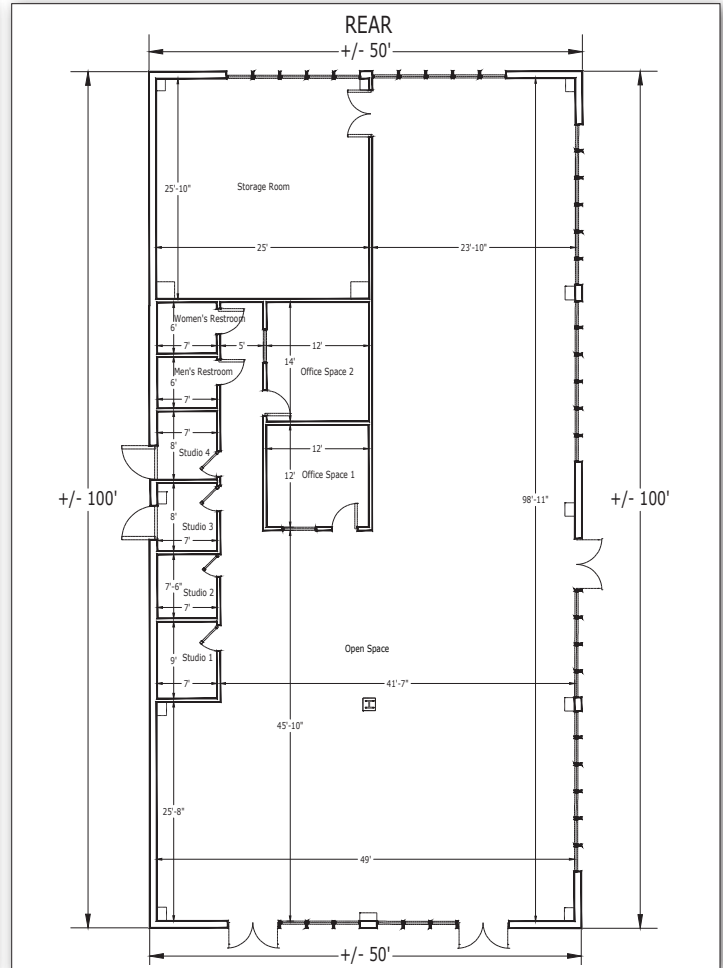 REAR
+/- 50'
25'-10"
Storage Room
25'
23'-10"
Women's Restroom
6'
7'
5'
12'
14'
Men's Restroom
Office Space 2
6'
7'
7'
8'
Studio 4
12'
12'
Office Space 1
+/- 100'
98'-11"
+/- 100'
8'
Studio 3
7'
7'-6"
Studio 2
7'
Open Space
9'
Studio 1
7'
41'-7"
45'-10"
25'-8"
49'
+/- 50'